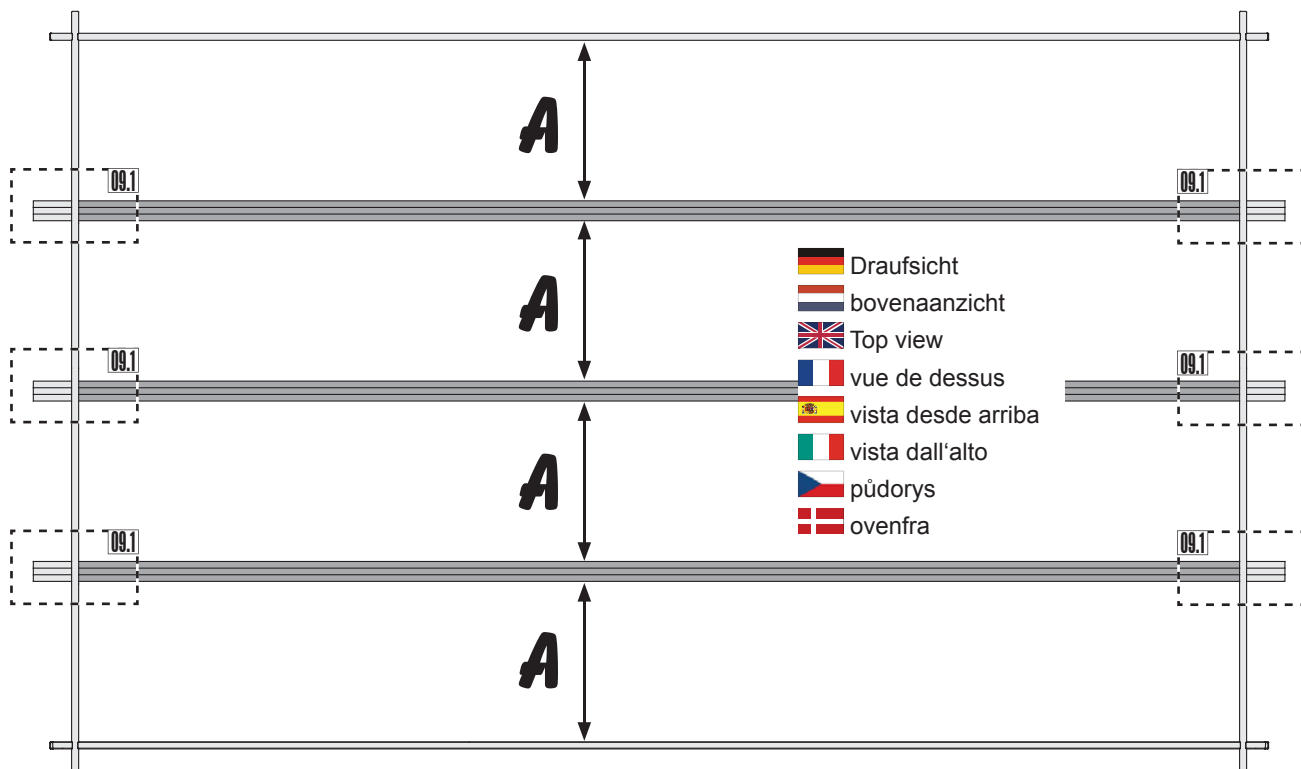 A
09.1
09.1
A
Draufsicht
bovenaanzicht
Top view
09.1
09.1
vue de dessus
vista desde arriba
A
vista dall‘alto
půdorys
ovenfra
09.1
09.1
A